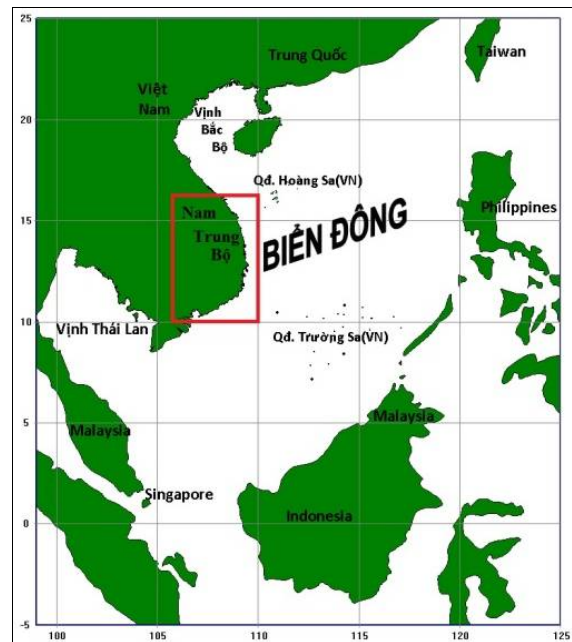 25
Trung Quốc
Taiwan
Việt
Nam
20
Vịnh
Bắc
Bộ
Qđ. Hoàng Sa(VN)
15
Nam
Trung
Bộ
BIỂN ĐÔNG
Philippines
10
Vịnh Thái Lan
Qđ. Trường Sa(VN)
5
Malaysia
Malaysia
Singapore
0
Indonesia
-5
100
105
110
115
120
125